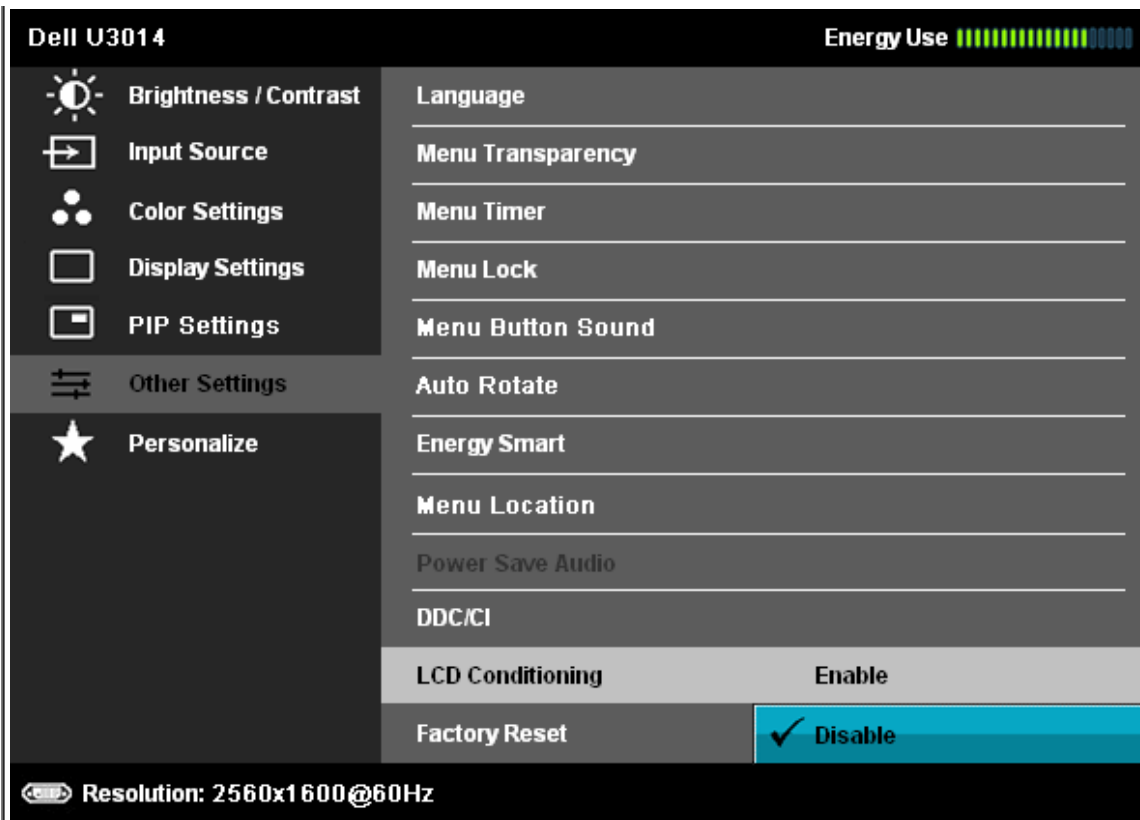 Dell U3014
Energy Use
Brightness / Contrast
Input Source
Color Settings
Display Settings
PIP Settings
Other Settings
Personalize
Language
Menu Transparency
Menu Timer
Menu Lock
Menu Button Sound
Auto Rotate
Energy Smart
Menu Location
Power Save Audio
DDC/CI
LCD Conditioning Enable
Factory Reset Disable
Resolution: 2560x1600@60Hz